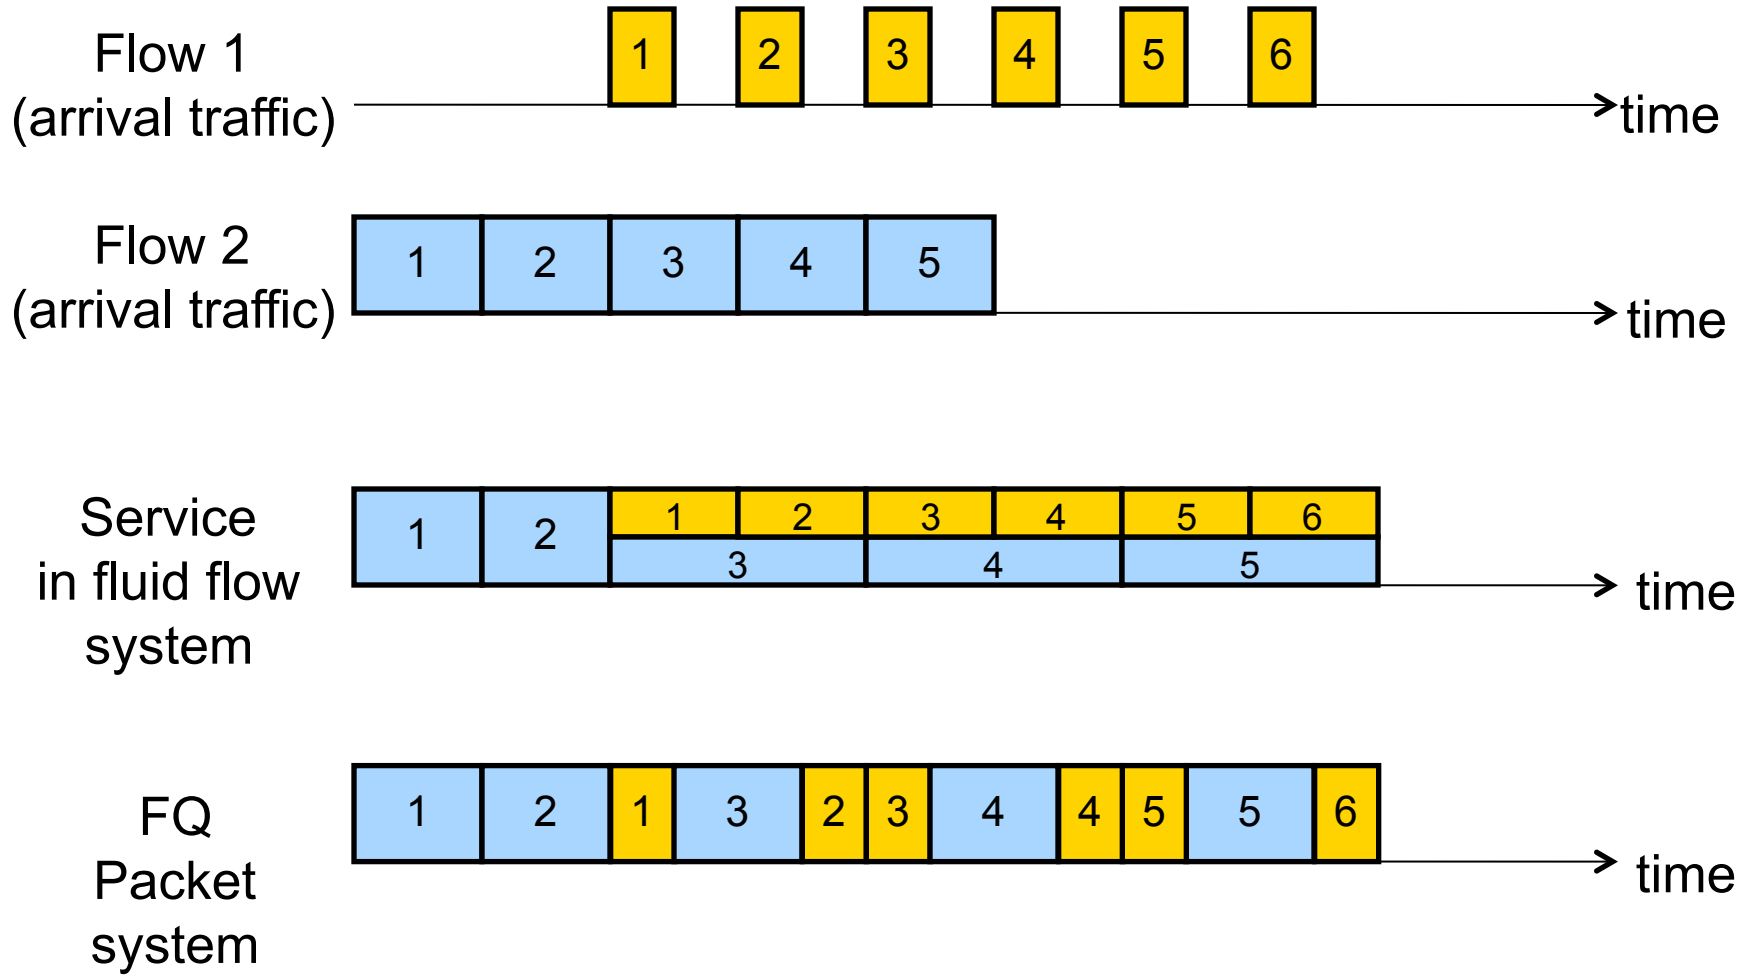 Flow 1
(arrival traffic)
1 2 3 4 5 6
time
Flow 2
(arrival traffic)
1 2 3 4 5
time
Service
in fluid flow
system
1 2
1 2 3 4 5 6
3 4 5
time
FQ
Packet
system
1 2 1 3 2 3 4 4 5 5 6
time